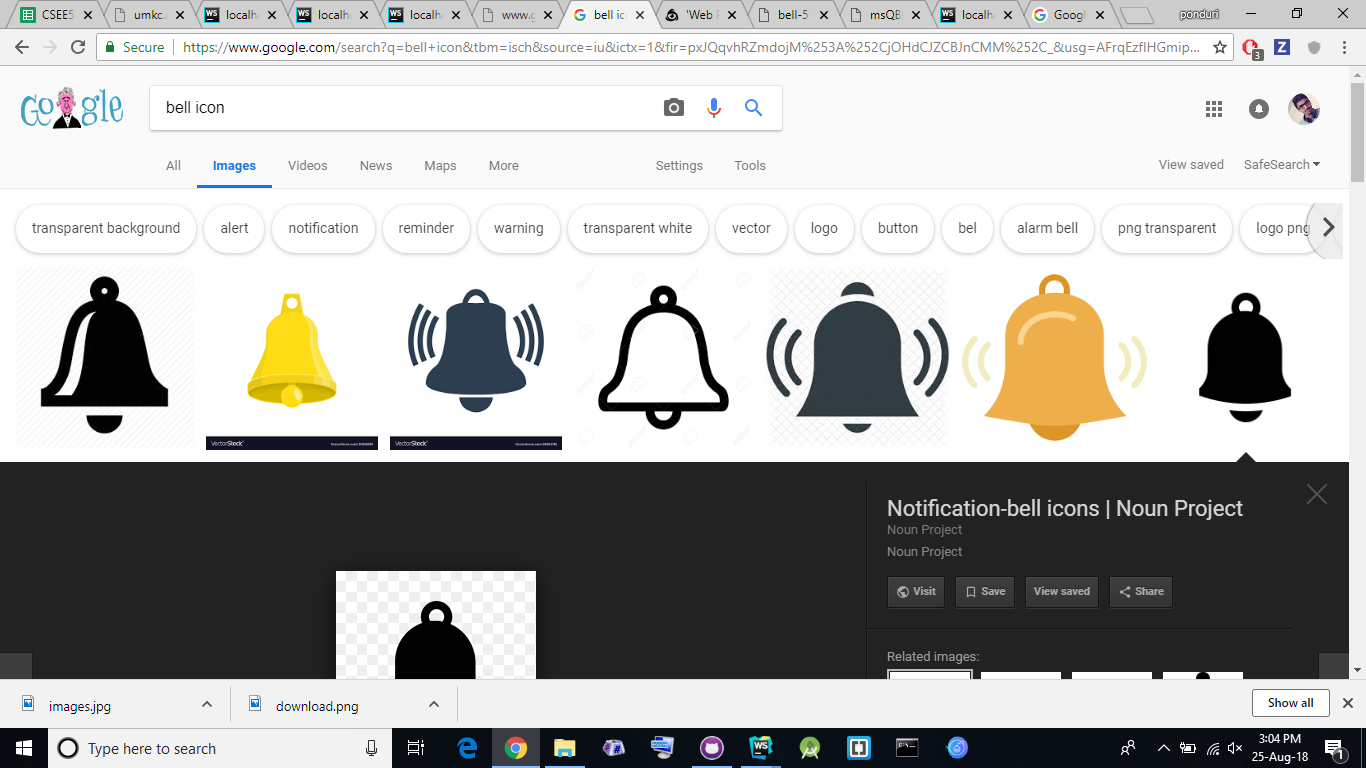 CSEE5
umkc.
localh
localh
localh
www.g
bell ic
'Web F
bell-5
msQB
localh
Googl
ponduri
Secure
https://www.google.com/search?q=bell+icon&tbm=isch&source=iu&ictx=1&fir=pxJQqvhRZmdojM%253A%252CjOHdCJZCBJnCMM%252C_&usg=AFrqEzflHGmip...
3
Google
bell icon
All
Images
Videos
News
Maps
More
Settings
Tools
View saved
SafeSearch
transparent background
alert
notification
reminder
warning
transparent white
vector
logo
button
bel
alarm bell
png transparent
logo png
VectorStock
VectorStock
Notification-bell icons | Noun Project
Noun Project
Noun Project
Visit
Save
View saved
Share
Related images:
images.jpg
download.png
Show all
Type here to search
WS
3:04 PM
25-Aug-18
1